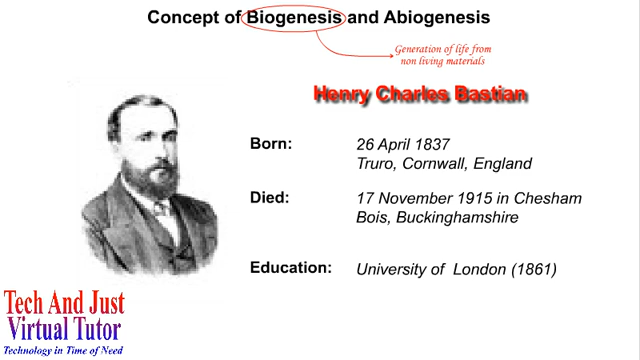 Concept of Biogenesis and Abiogenesis
Generation of life from
non living materials
Henry Charles Bastian
Born: 26 April 1837
Truro, Cornwall, England
Died: 17 November 1915 in Chesham
Bois, Buckinghamshire
Education: University of London (1861)
Tech And Just
Virtual Tutor
Technology in Time of Need